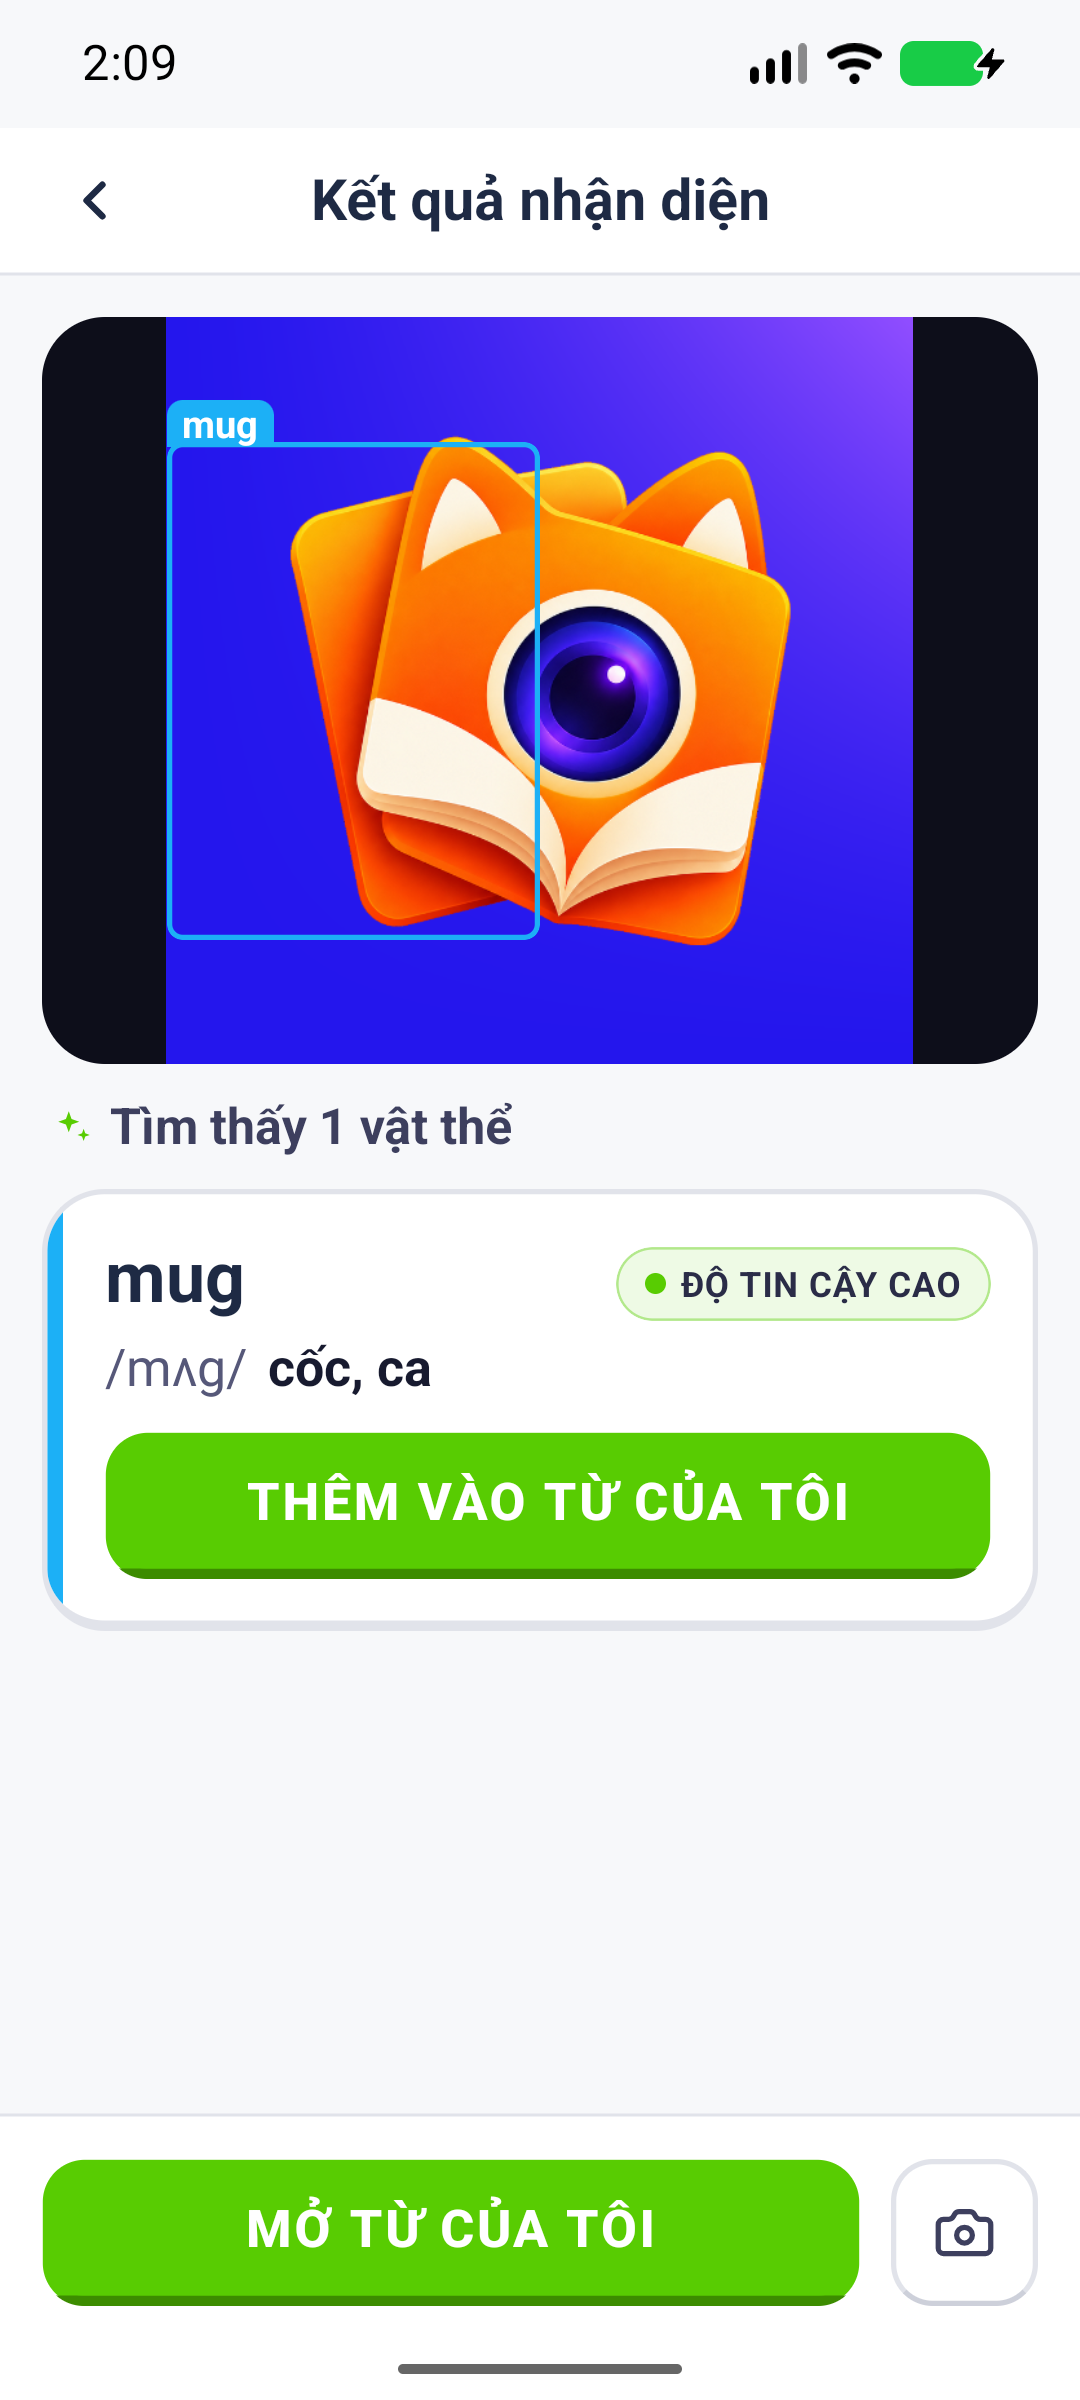 2:09
Kết quả nhận diện
mug
Tìm thấy 1 vật thể
mug
ĐỘ TIN CẬY CAO
/mʌg/ cốc, ca
THÊM VÀO TỪ CỦA TÔI
MỞ TỪ CỦA TÔI